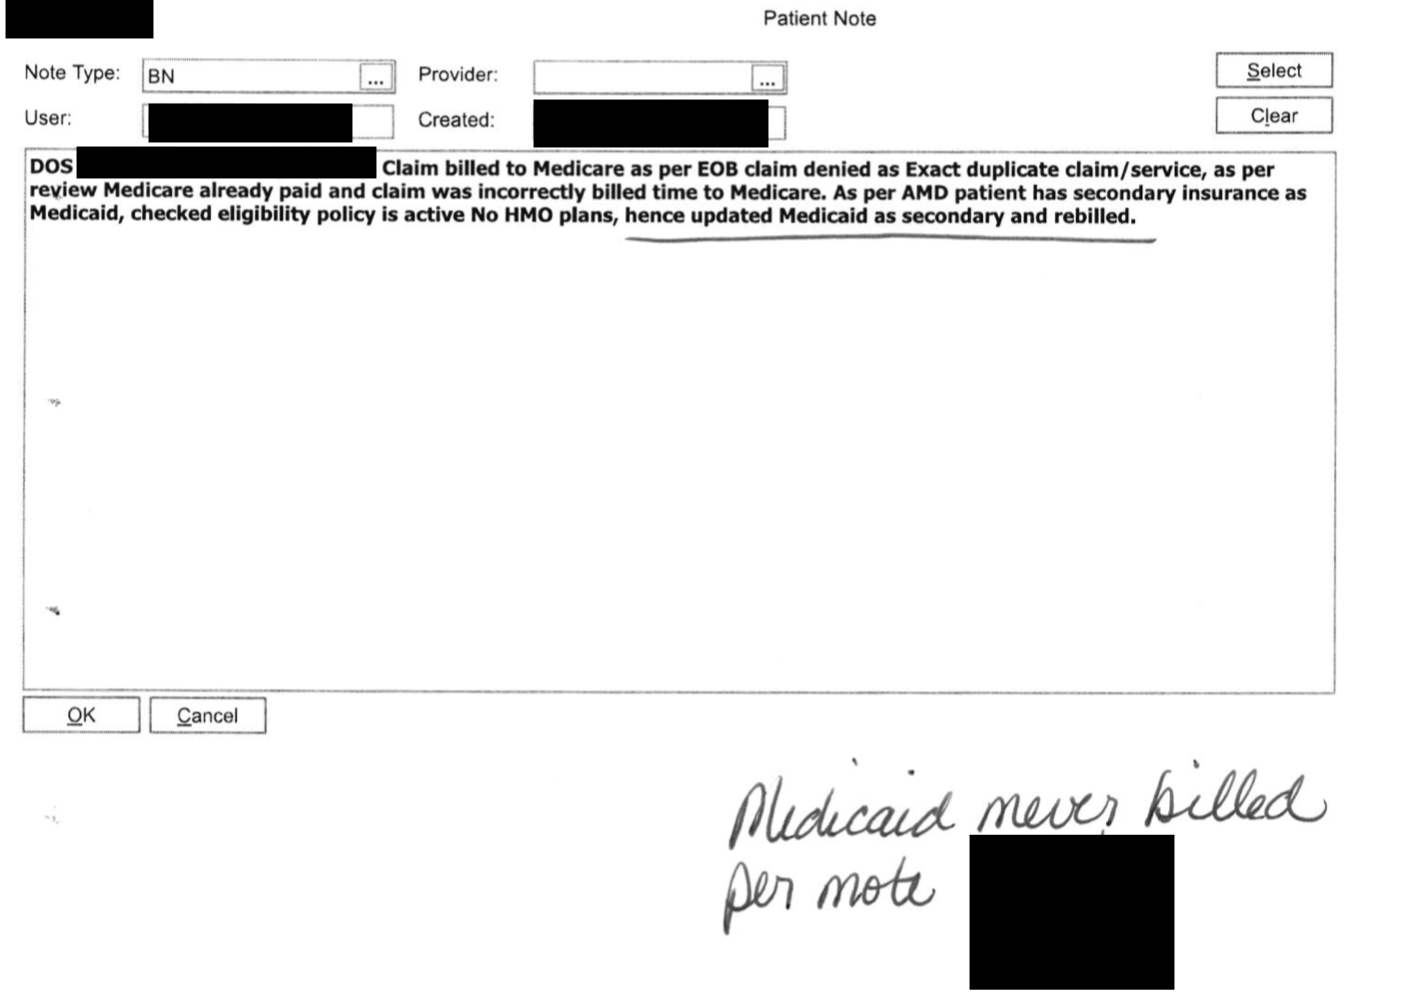 Patient Note
Note Type: BN ... Provider: ... Select
User: Created: Clear
DOS Claim billed to Medicare as per EOB claim denied as Exact duplicate claim/service, as per
review Medicare already paid and claim was incorrectly billed time to Medicare. As per AMD patient has secondary insurance as
Medicaid, checked eligibility policy is active No HMO plans, hence updated Medicaid as secondary and rebilled.
OK Cancel
Medicaid never billed
per note